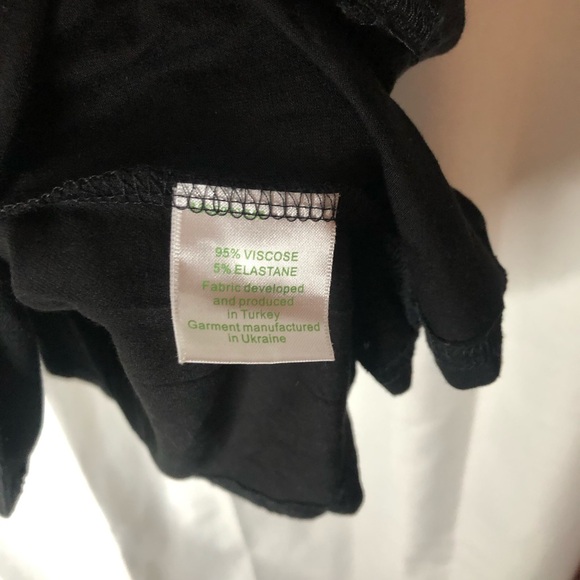 95% VISCOSE
5% ELASTANE
Fabric developed
and produced
in Turkey
Garment manufactured
in Ukraine